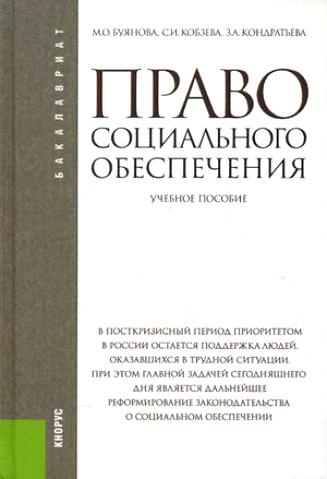 М.О. БУЯНОВА, С.И. КОБЗЕВА, З.А. КОНДРАТЬЕВА
БАКАЛАВРИАТ
ПРАВО
СОЦИАЛЬНОГО
ОБЕСПЕЧЕНИЯ
УЧЕБНОЕ ПОСОБИЕ
В ПОСТКРИЗИСНЫЙ ПЕРИОД ПРИОРИТЕТОМ
В РОССИИ ОСТАЕТСЯ ПОДДЕРЖКА ЛЮДЕЙ,
ОКАЗАВШИХСЯ В ТРУДНОЙ СИТУАЦИИ.
ПРИ ЭТОМ ГЛАВНОЙ ЗАДАЧЕЙ СЕГОДНЯШНЕГО
ДНЯ ЯВЛЯЕТСЯ ДАЛЬНЕЙШЕЕ
РЕФОРМИРОВАНИЕ ЗАКОНОДАТЕЛЬСТВА
О СОЦИАЛЬНОМ ОБЕСПЕЧЕНИИ
КНОРУС